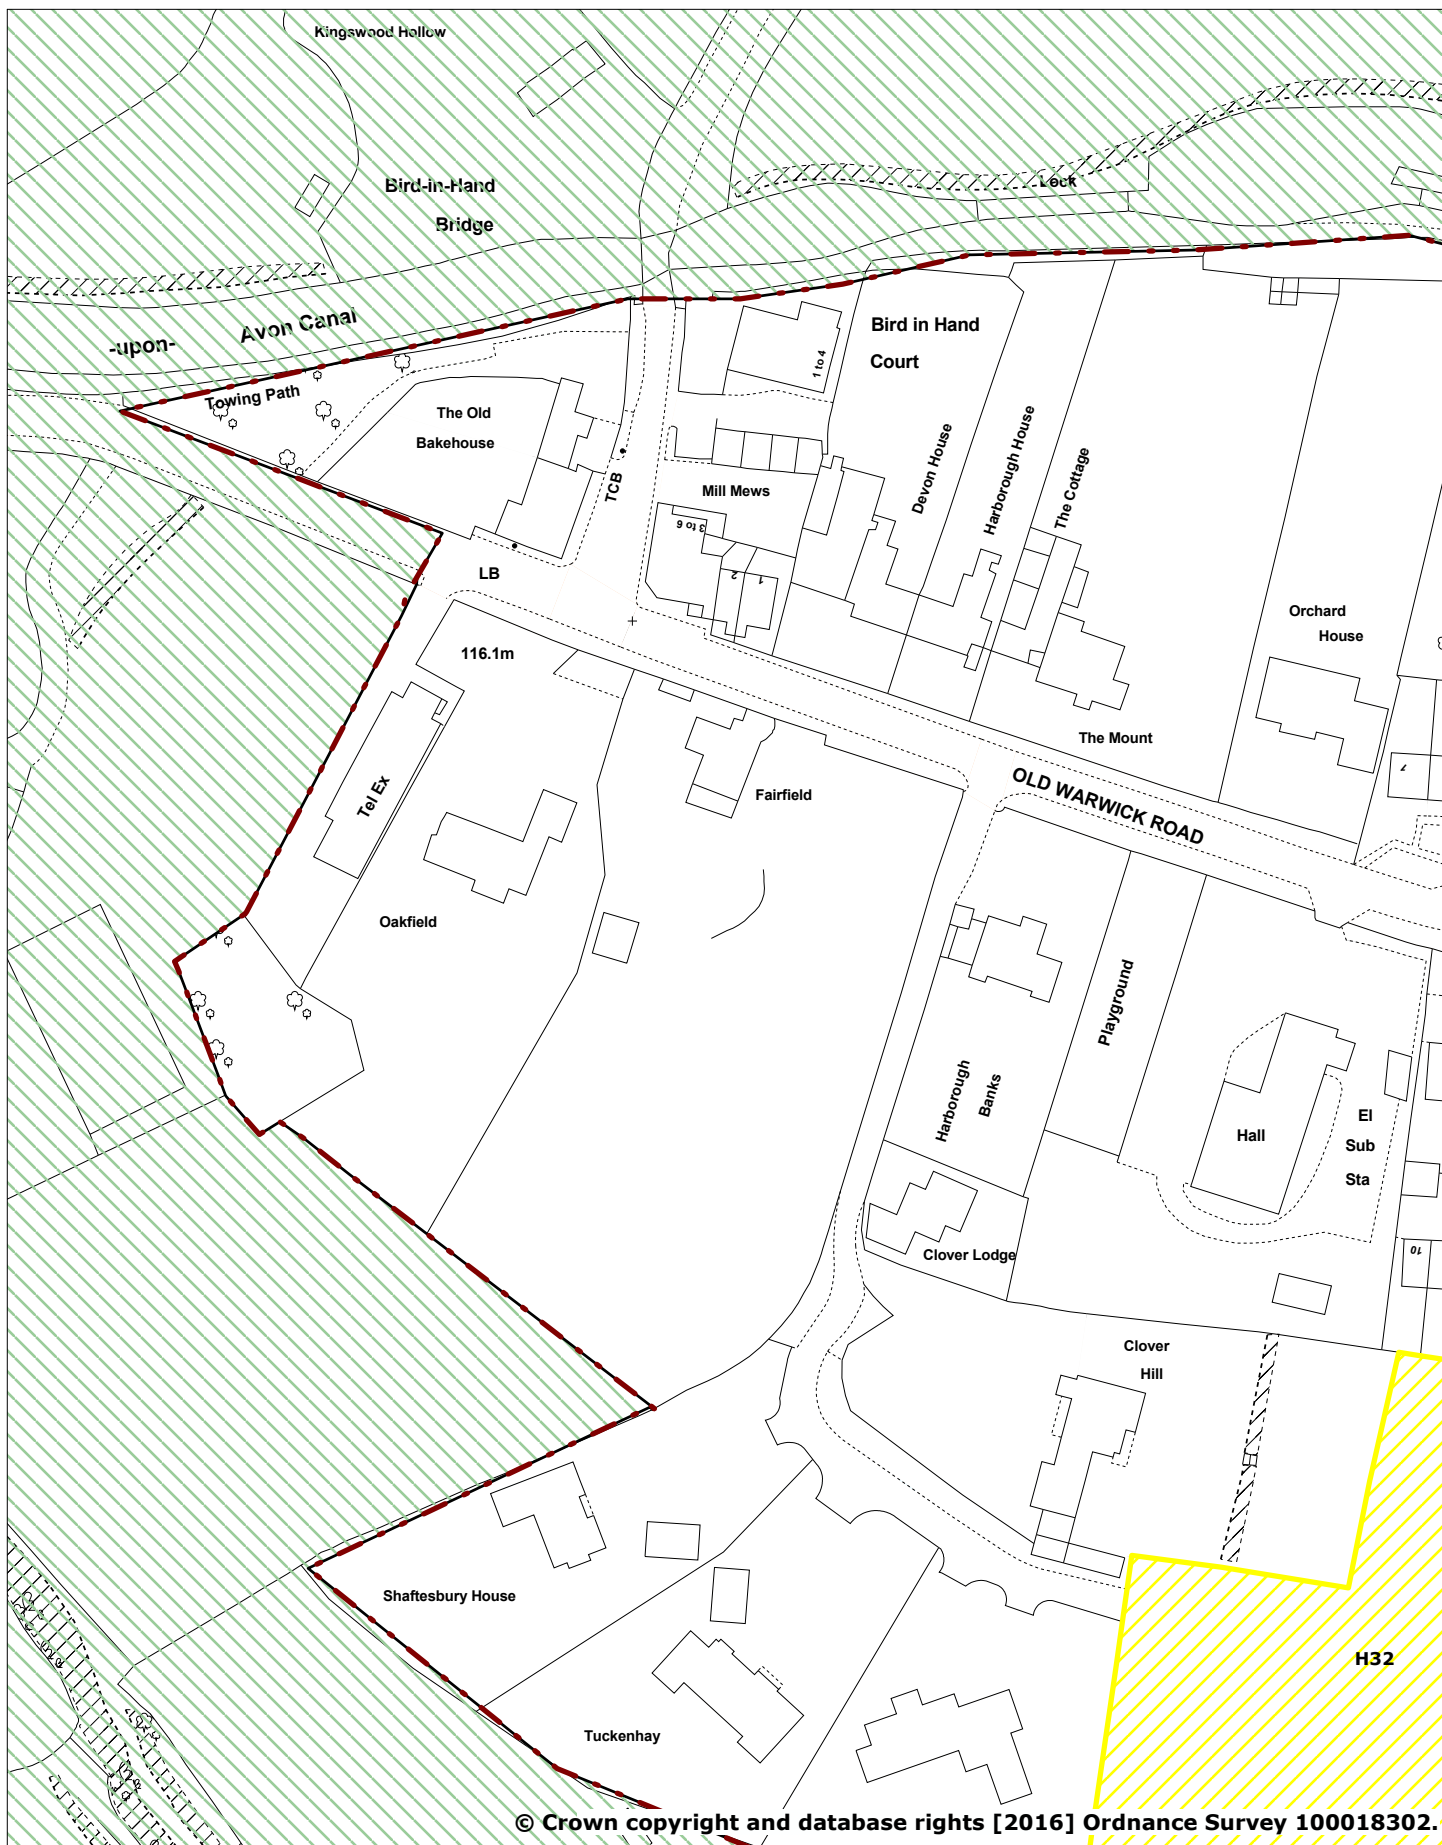 Kingswood Hollow
Bird-in-Hand
Bridge
Lock
-upon-
Avon Canal
Towing Path
The Old
Bakehouse
TCB
LB
116.1m
1 to 4
Bird in Hand
Court
Mill Mews
3 to 6
2
1
Devon House
Harborough House
The Cottage
Orchard
House
The Mount
7
OLD WARWICK ROAD
Tel Ex
Fairfield
Oakfield
Playground
Harborough
Banks
Hall
El
Sub
Sta
10
Clover Lodge
Clover
Hill
Shaftesbury House
Tuckenhay
H32
© Crown copyright and database rights [2016] Ordnance Survey 100018302.